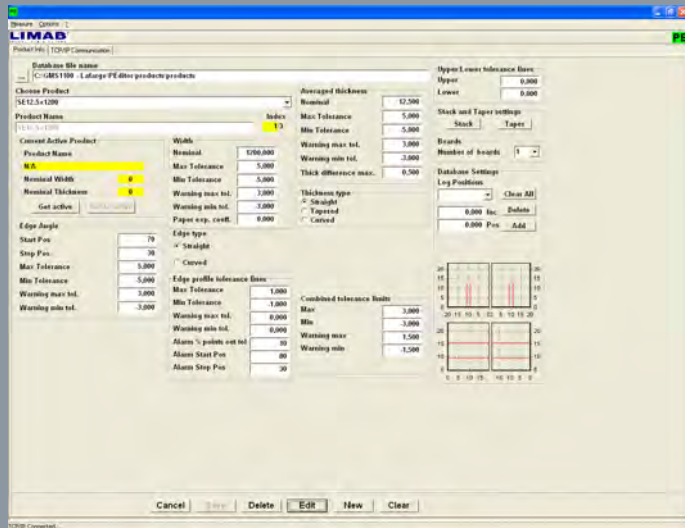 PE
Measure Options ?
LIMAB
PE
Product Info TCP/IP Communication
Database file name
... C:\GMS1100 - Lafarge\PEditor\products\products
Choose Product
SE12.5x1200
Product Name Index
SE12.5x1200 13
Current Active Product
Product Name
N/A
Nominal Width 0
Nominal Thickness 0
Get active
Edge Angle
Start Pos 70
Stop Pos 30
Max Tolerance 5,000
Min Tolerance -5,000
Warning max tol. 3,000
Warning min tol. -3,000
Width
Nominal 1200,000
Max Tolerance 5,000
Min Tolerance -5,000
Warning max tol. 3,000
Warning min tol. -3,000
Paper exp. coeff. 0,000
Edge type
Straight
Curved
Edge profile tolerance lines
Max Tolerance 1,000
Min Tolerance -1,000
Warning max tol. 0,000
Warning min tol. 0,000
Alarm % points out tol
Alarm Start Pos 80
Alarm Stop Pos 30
Averaged thickness
Nominal 12,500
Max Tolerance 5,000
Min Tolerance -5,000
Warning max tol. 3,000
Warning min tol. -3,000
Thick difference max. 0,500
Thickness type
Straight
Tapered
Curved
Combined tolerance limits
Max 3,000
Min -3,000
Warning max 1,500
Warning min -1,500
Upper/Lower tolerance lines
Upper 0,000
Lower 0,000
Stack and Taper settings
Stack Taper
Boards
Number of boards 1
Database Settings
Log Positions
Clear All
0,000 Inc Delete
0,000 Pos Add
Cancel Save Delete Edit New Clear
TCP/IP Connected...